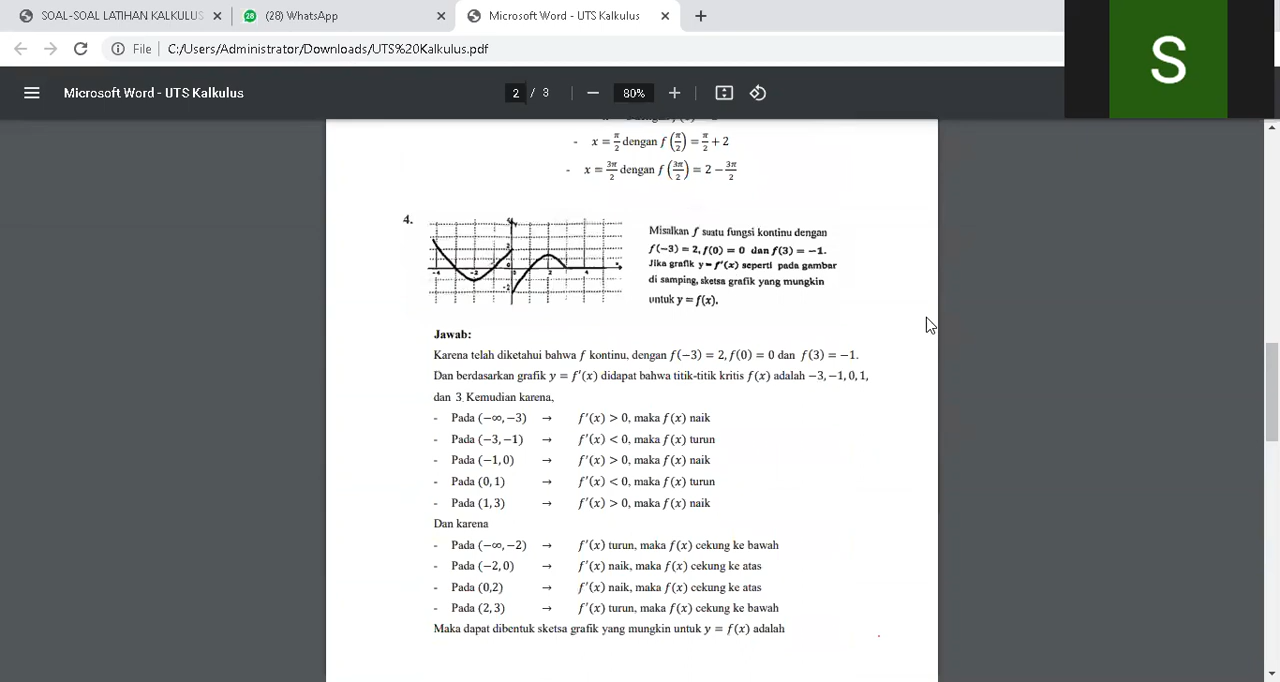 SOAL-SOAL LATIHAN KALKULUS
28
(28) WhatsApp
Microsoft Word - UTS Kalkulus
File
C:/Users/Administrator/Downloads/UTS%20Kalkulus.pdf
S
Microsoft Word - UTS Kalkulus
2 / 3
80%
- x = π/2 dengan f (π/2) = π/2 + 2
- x = 3π/2 dengan f (3π/2) = 2 − 3π/2
4.
-4 -2 0 2 4
2
-2
Misalkan f suatu fungsi kontinu dengan
f(-3) = 2, f(0) = 0 dan f(3) = -1.
Jika grafik y = f'(x) seperti pada gambar
di samping, sketsa grafik yang mungkin
untuk y = f(x).
Jawab:
Karena telah diketahui bahwa f kontinu, dengan f(−3) = 2, f(0) = 0 dan f(3) = −1.
Dan berdasarkan grafik y = f′(x) didapat bahwa titik-titik kritis f(x) adalah −3, −1, 0, 1,
dan 3. Kemudian karena,
- Pada (−∞, −3) → f′(x) > 0, maka f(x) naik
- Pada (−3, −1) → f′(x) < 0, maka f(x) turun
- Pada (−1, 0) → f′(x) > 0, maka f(x) naik
- Pada (0, 1) → f′(x) < 0, maka f(x) turun
- Pada (1, 3) → f′(x) > 0, maka f(x) naik
Dan karena
- Pada (−∞, −2) → f′(x) turun, maka f(x) cekung ke bawah
- Pada (−2, 0) → f′(x) naik, maka f(x) cekung ke atas
- Pada (0,2) → f′(x) naik, maka f(x) cekung ke atas
- Pada (2, 3) → f′(x) turun, maka f(x) cekung ke bawah
Maka dapat dibentuk sketsa grafik yang mungkin untuk y = f(x) adalah